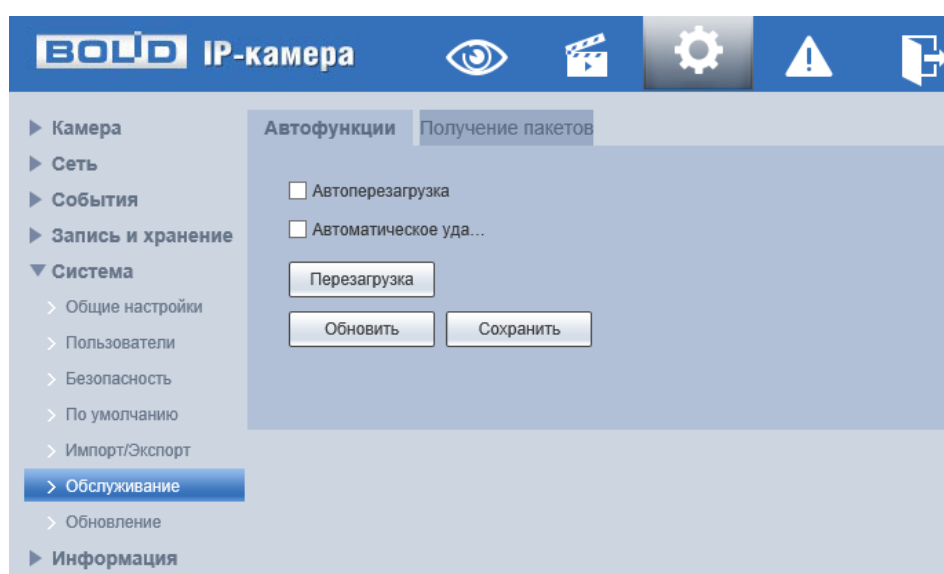 BOLID IP-камера
Камера
Сеть
События
Запись и хранение
Система
Общие настройки
Пользователи
Безопасность
По умолчанию
Импорт/Экспорт
Обслуживание
Обновление
Информация
Автофункции Получение пакетов
Автоперезагрузка
Автоматическое уда...
Перезагрузка
Обновить Сохранить